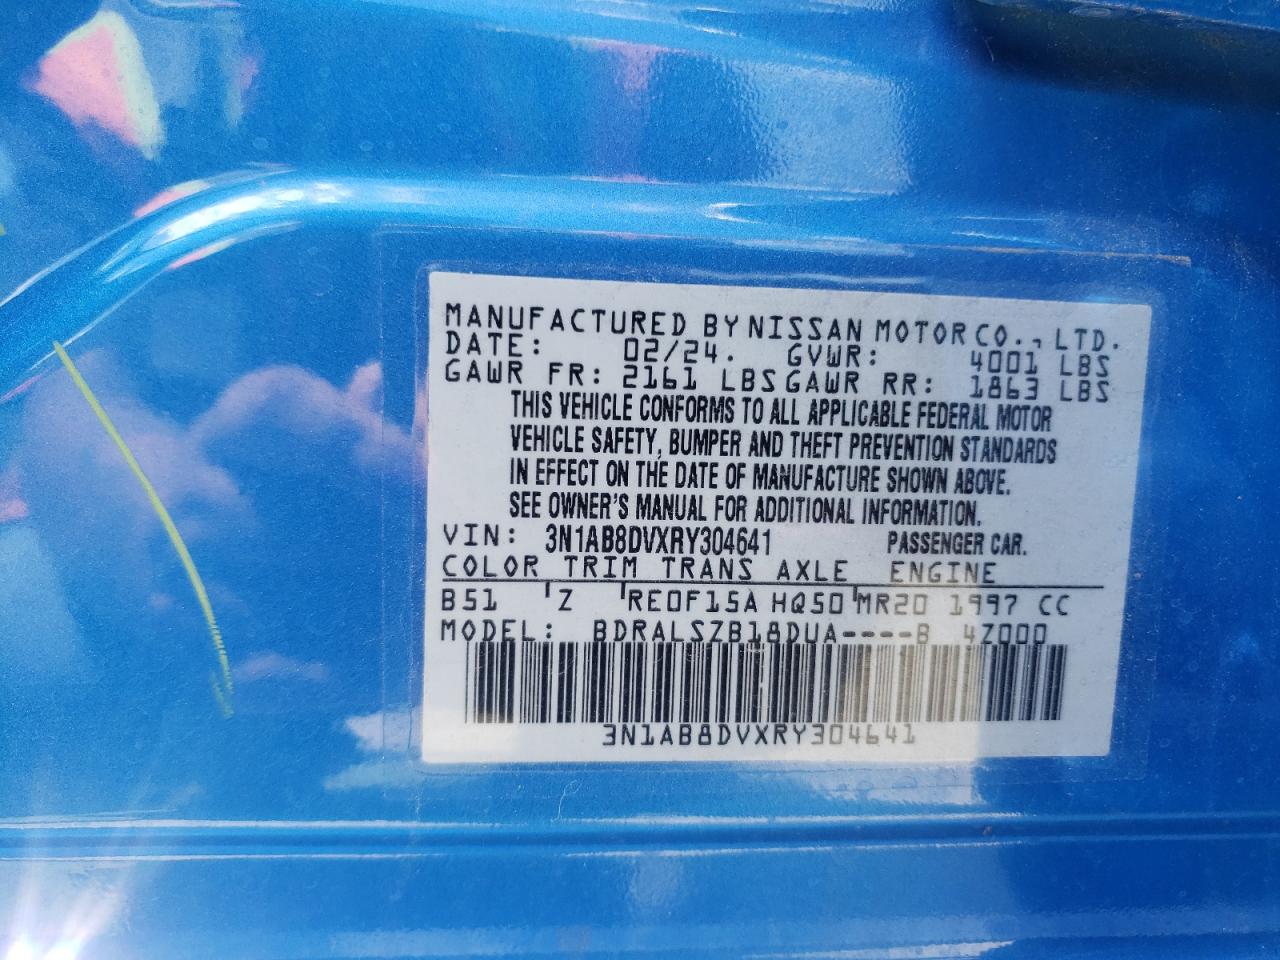 MANUFACTURED BY NISSAN MOTOR CO., LTD.
DATE: 02/24. GVWR: 4001 LBS
GAWR FR: 2161 LBS GAWR RR: 1863 LBS
THIS VEHICLE CONFORMS TO ALL APPLICABLE FEDERAL MOTOR
VEHICLE SAFETY, BUMPER AND THEFT PREVENTION STANDARDS
IN EFFECT ON THE DATE OF MANUFACTURE SHOWN ABOVE.
SEE OWNER'S MANUAL FOR ADDITIONAL INFORMATION.
VIN: 3N1AB8DVXRY304641 PASSENGER CAR.
COLOR TRIM TRANS AXLE ENGINE
B51 Z RE0F15A HQ50 MR20 1997 CC
MODEL: BDRALSZB18DUA----B 4Z000
3N1AB8DVXRY304641